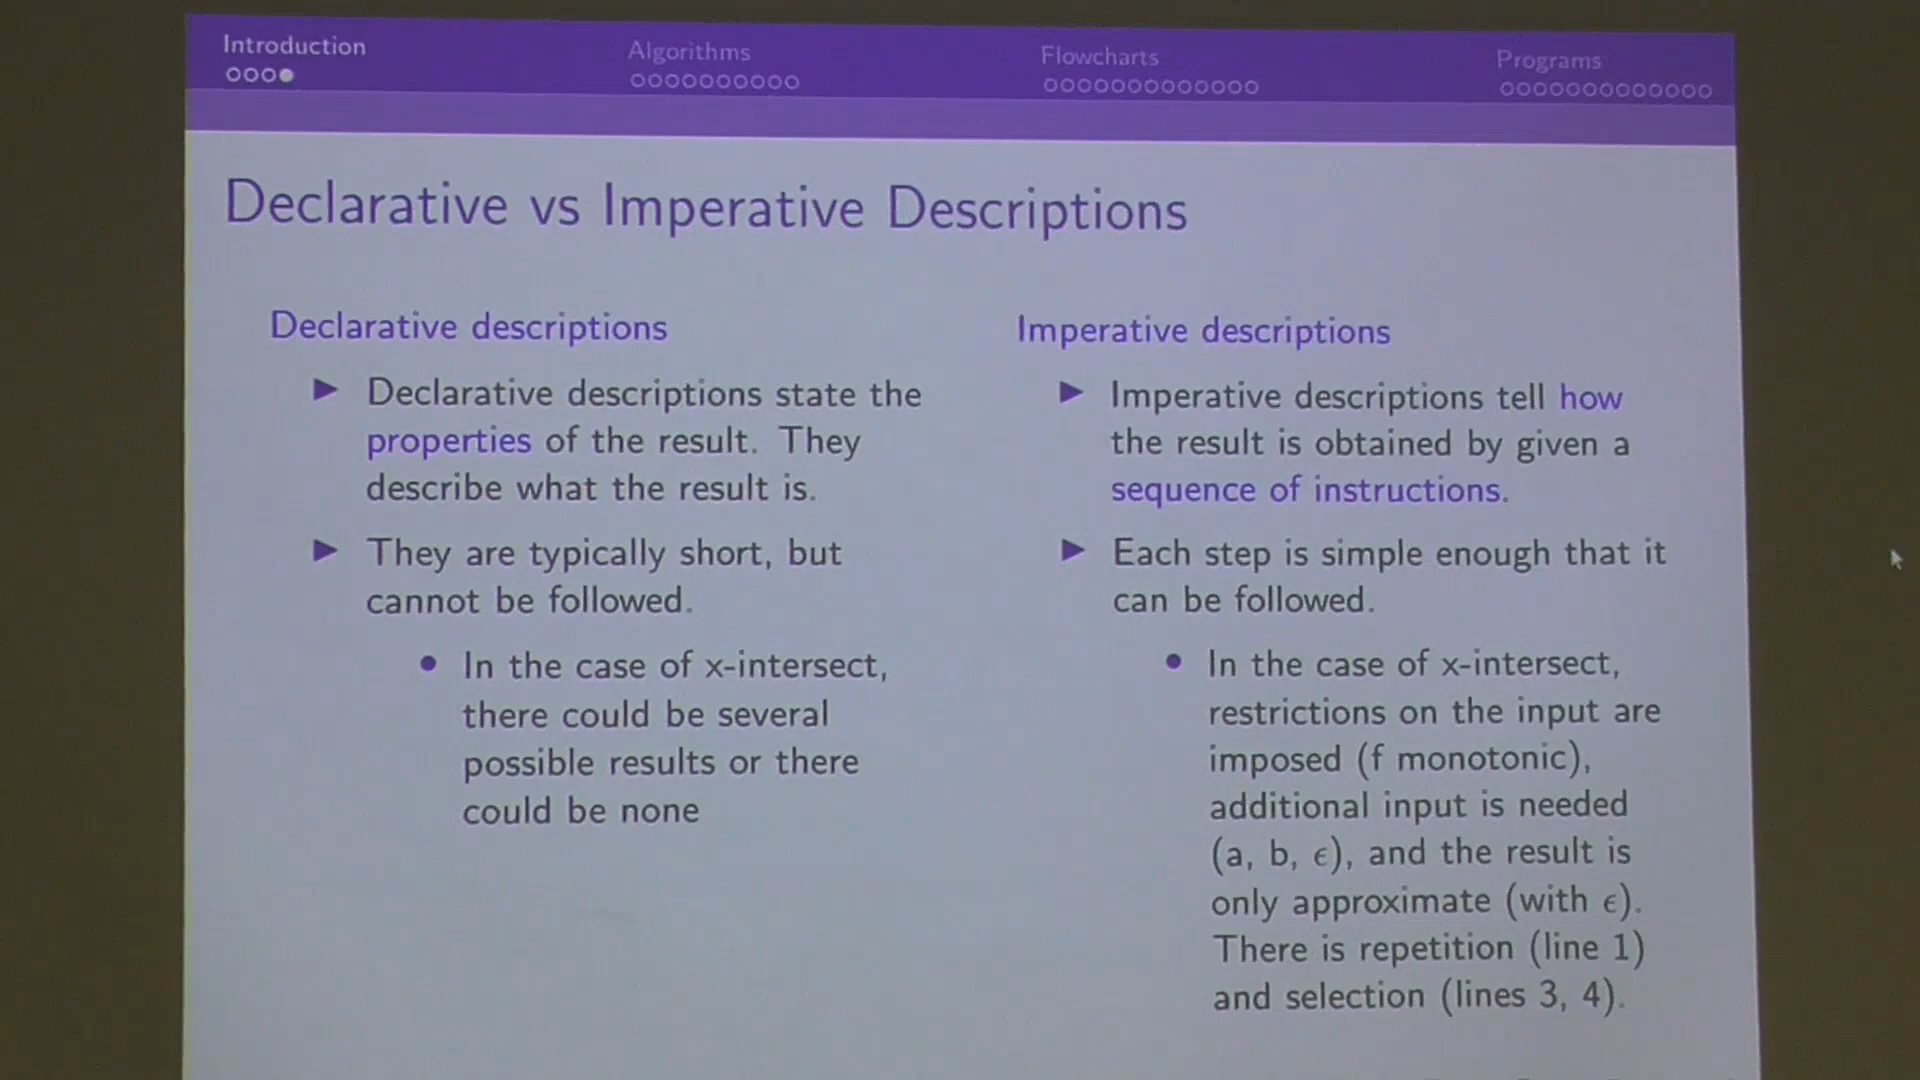 Introduction
Algorithms
Flowcharts
Programs
Declarative vs Imperative Descriptions
Declarative descriptions
Declarative descriptions state the
properties of the result. They
describe what the result is.
They are typically short, but
cannot be followed.
In the case of x-intersect,
there could be several
possible results or there
could be none
Imperative descriptions
Imperative descriptions tell how
the result is obtained by given a
sequence of instructions.
Each step is simple enough that it
can be followed.
In the case of x-intersect,
restrictions on the input are
imposed (f monotonic),
additional input is needed
(a, b, ϵ), and the result is
only approximate (with ϵ).
There is repetition (line 1)
and selection (lines 3, 4).